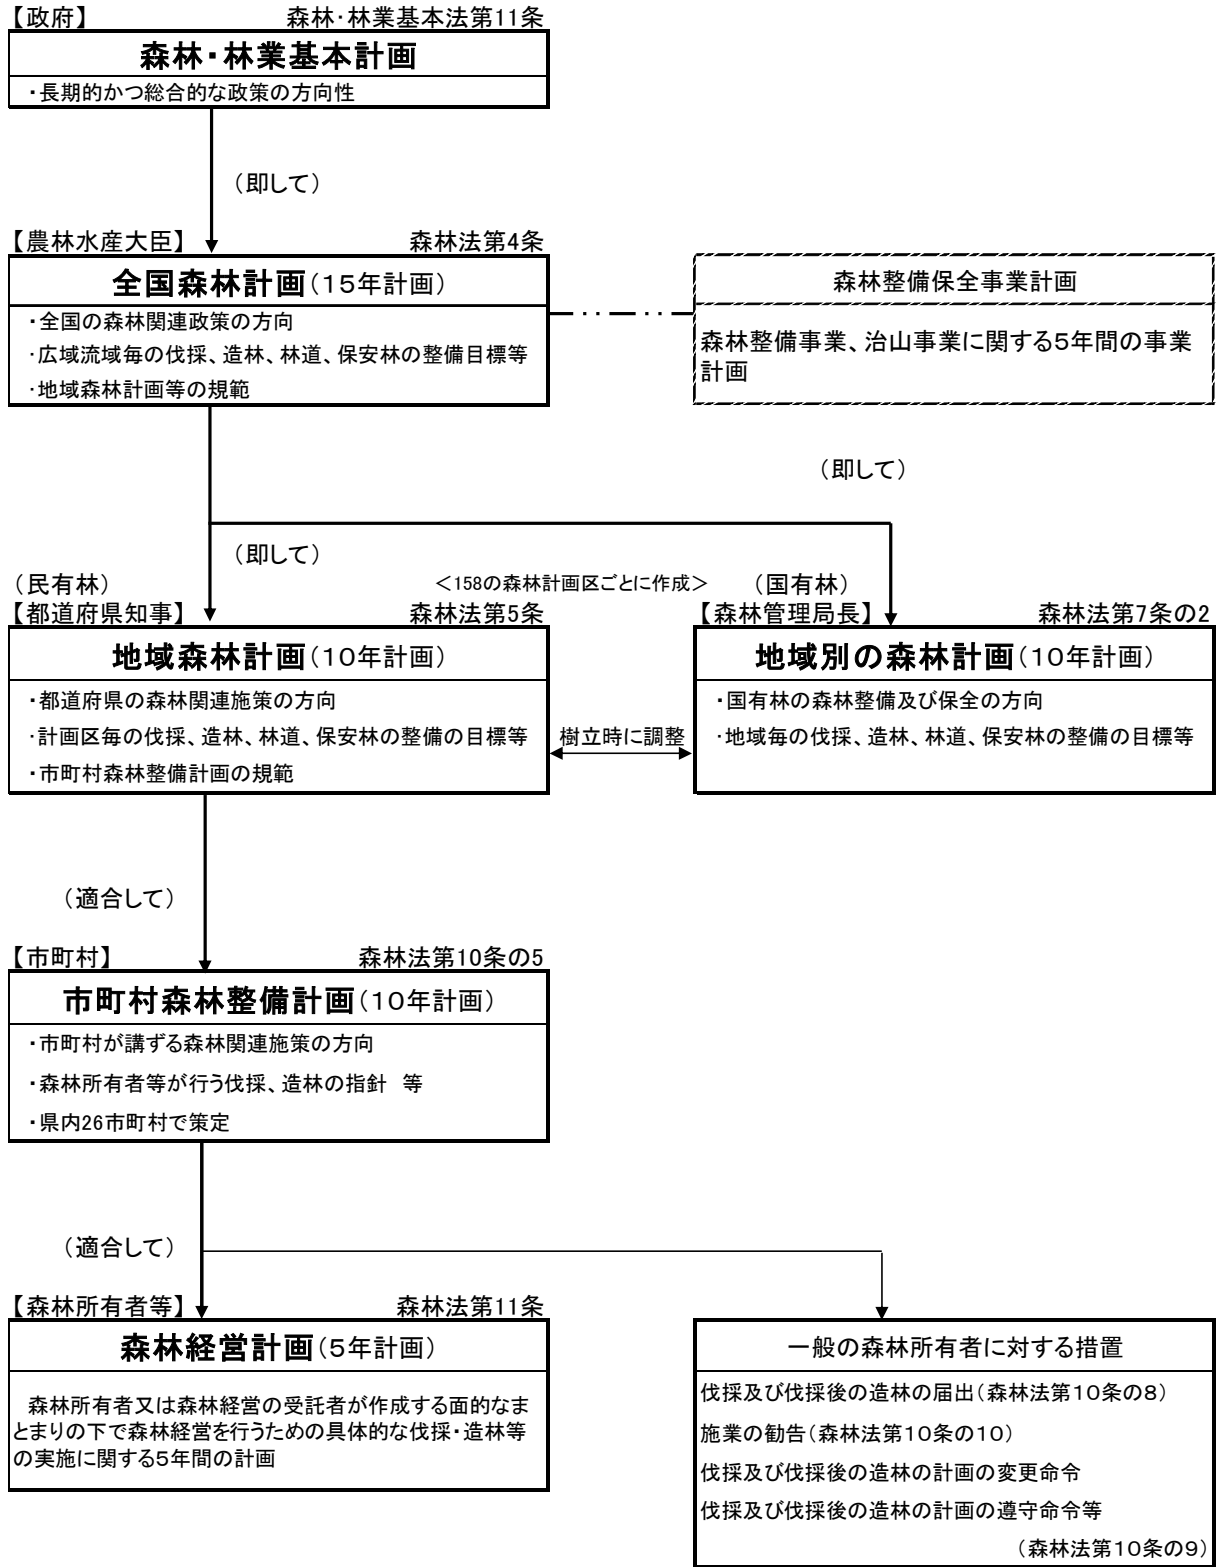 【政府】 森林・林業基本法第11条
森林・林業基本計画
・長期的かつ総合的な政策の方向性
（即して）
【農林水産大臣】 森林法第4条
全国森林計画（15年計画）
・全国の森林関連政策の方向
・広域流域毎の伐採、造林、林道、保安林の整備目標等
・地域森林計画等の規範
森林整備保全事業計画
森林整備事業、治山事業に関する5年間の事業
計画
（即して）
（即して）
（民有林） ＜158の森林計画区ごとに作成＞ （国有林）
【都道府県知事】 森林法第5条
地域森林計画（10年計画）
・都道府県の森林関連施策の方向
・計画区毎の伐採、造林、林道、保安林の整備の目標等
・市町村森林整備計画の規範
樹立時に調整
【森林管理局長】 森林法第7条の2
地域別の森林計画（10年計画）
・国有林の森林整備及び保全の方向
・地域毎の伐採、造林、林道、保安林の整備の目標等
（適合して）
【市町村】 森林法第10条の5
市町村森林整備計画（10年計画）
・市町村が講ずる森林関連施策の方向
・森林所有者等が行う伐採、造林の指針　等
・県内26市町村で策定
（適合して）
【森林所有者等】 森林法第11条
森林経営計画（5年計画）
森林所有者又は森林経営の受託者が作成する面的なま
とまりの下で森林経営を行うための具体的な伐採・造林等
の実施に関する5年間の計画
一般の森林所有者に対する措置
伐採及び伐採後の造林の届出（森林法第10条の8）
施業の勧告（森林法第10条の10）
伐採及び伐採後の造林の計画の変更命令
伐採及び伐採後の造林の計画の遵守命令等
（森林法第10条の9）